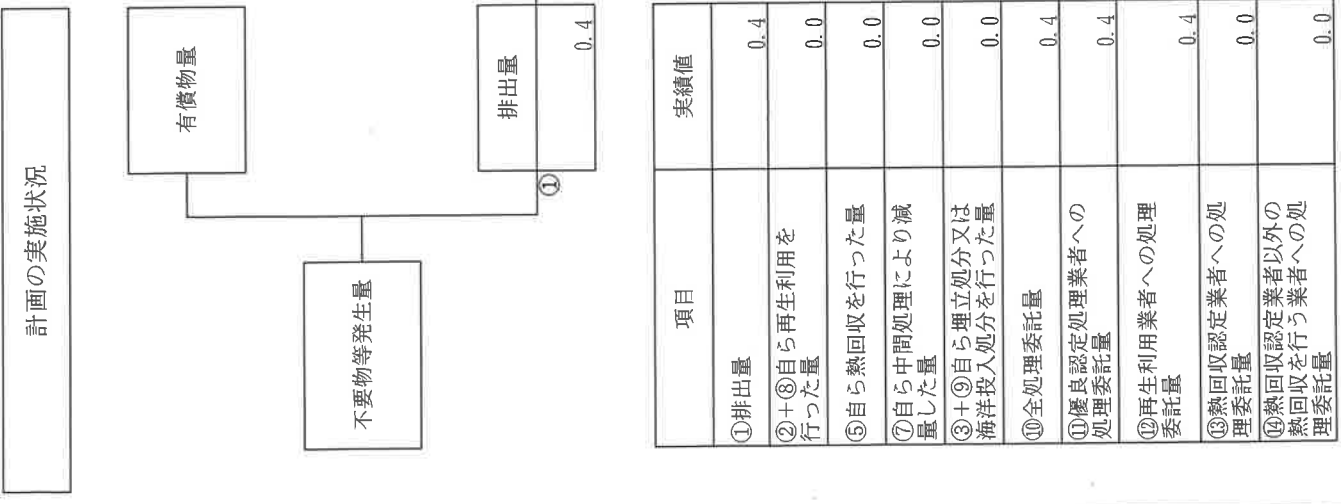 計画の実施状況
有償物量
不要物等発生量
①
排出量
0.4
項目
実績値
①排出量
0.4
②+⑧自ら再生利用を
行った量
0.0
⑤自ら熱回収を行った量
0.0
⑦自ら中間処理により減
量した量
0.0
③+⑨自ら埋立処分又は
海洋投入処分を行った量
0.0
⑩全処理委託量
0.4
⑪優良認定処理業者への
処理委託量
0.4
⑫再生利用業者への処理
委託量
0.4
⑬熱回収認定業者への処
理委託量
0.0
⑭熱回収認定業者以外の
熱回収を行う業者への処
理委託量
0.0